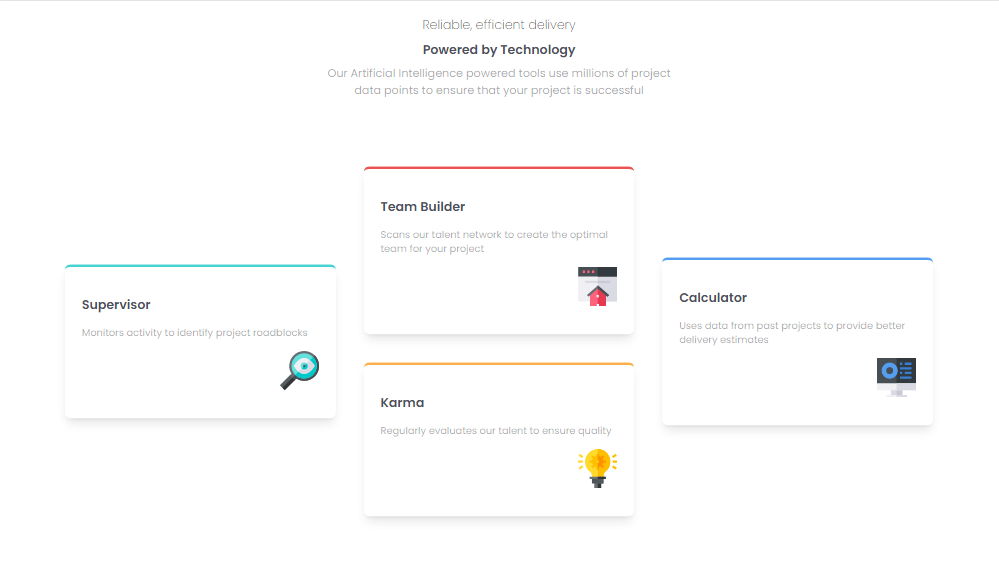 Reliable, efficient delivery
Powered by Technology
Our Artificial Intelligence powered tools use millions of project
data points to ensure that your project is successful
Supervisor
Monitors activity to identify project roadblocks
Team Builder
Scans our talent network to create the optimal
team for your project
Karma
Regularly evaluates our talent to ensure quality
Calculator
Uses data from past projects to provide better
delivery estimates